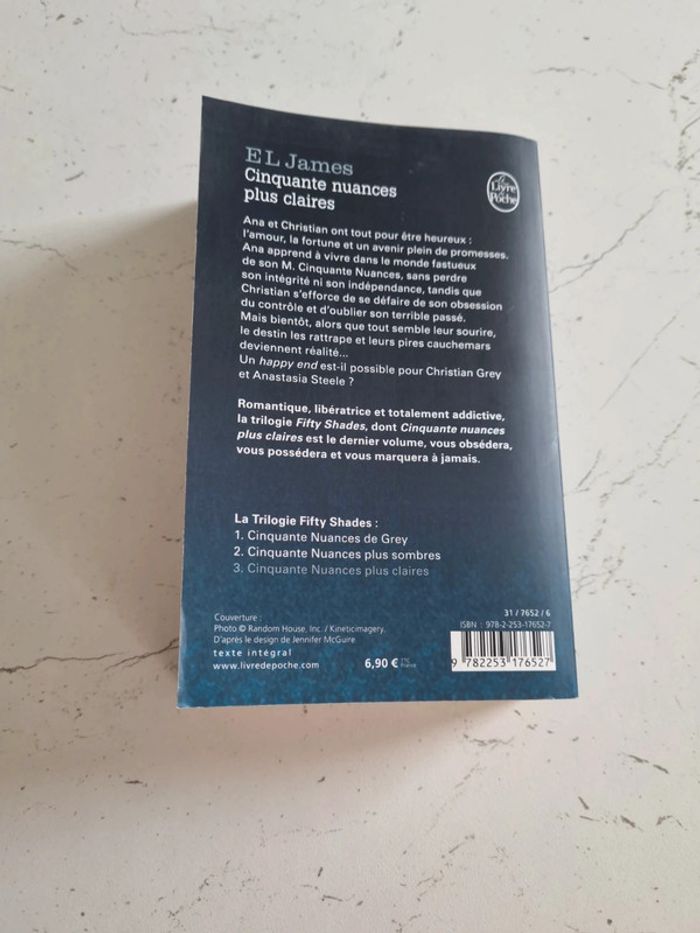 E L James
Cinquante nuances
plus claires
Le
Livre
de
Poche
Ana et Christian ont tout pour être heureux :
l'amour, la fortune et un avenir plein de promesses.
Ana apprend à vivre dans le monde fastueux
de son M. Cinquante Nuances, sans perdre
son intégrité ni son indépendance, tandis que
Christian s'efforce de se défaire de son obsession
du contrôle et d'oublier son terrible passé.
Mais bientôt, alors que tout semble leur sourire,
le destin les rattrape et leurs pires cauchemars
deviennent réalité...
Un happy end est-il possible pour Christian Grey
et Anastasia Steele ?
Romantique, libératrice et totalement addictive,
la trilogie Fifty Shades, dont Cinquante nuances
plus claires est le dernier volume, vous obsédera,
vous possédera et vous marquera à jamais.
La Trilogie Fifty Shades :
1. Cinquante Nuances de Grey
2. Cinquante Nuances plus sombres
3. Cinquante Nuances plus claires
Couverture :
Photo © Random House, Inc. / Kineticimagery.
D'après le design de Jennifer McGuire.
texte intégral
www.livredepoche.com
6,90 € TTC
France
31 / 7652 / 6
ISBN : 978-2-253-17652-7
9 782253 176527